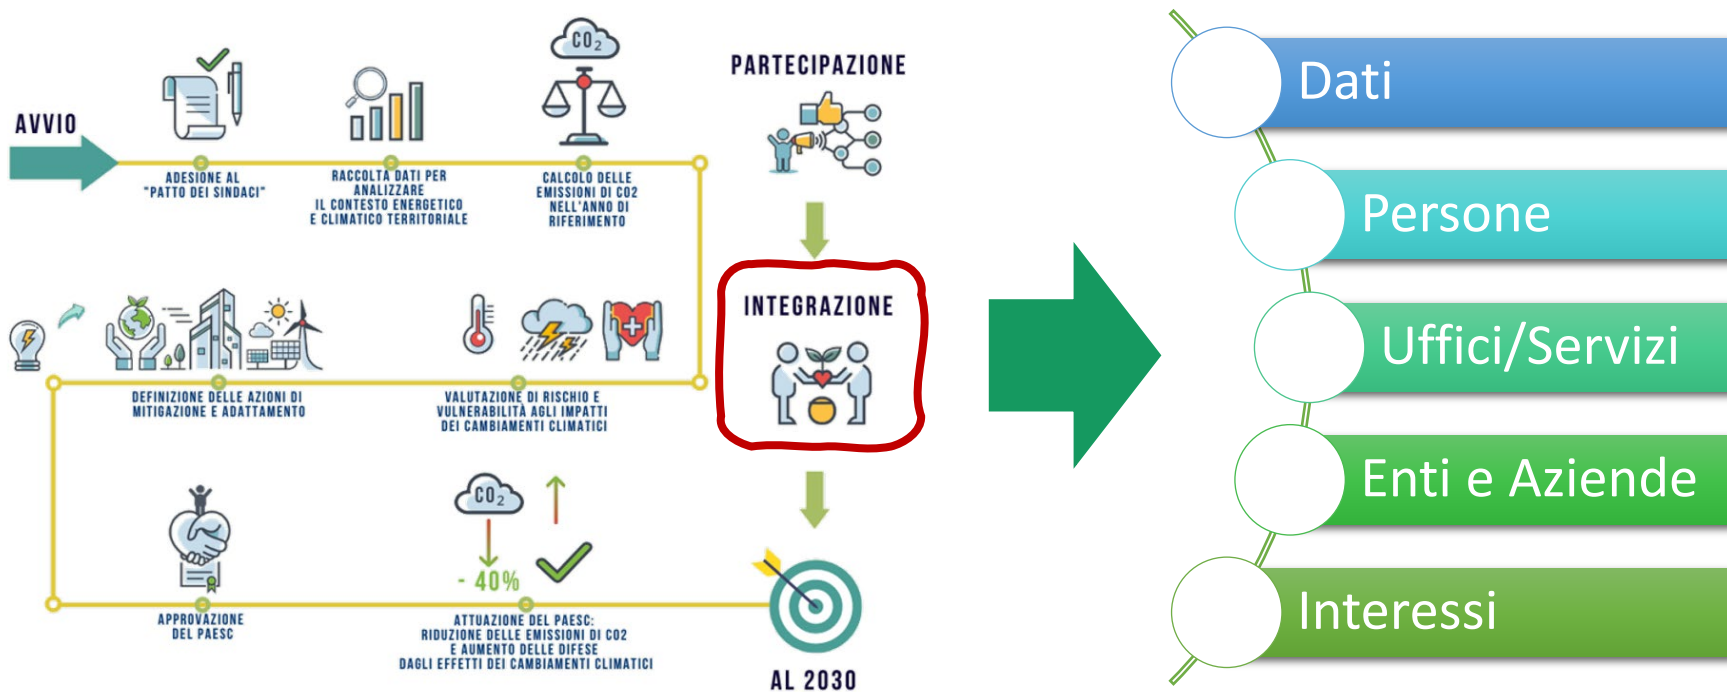 AVVIO
ADESIONE AL
"PATTO DEI SINDACI"
RACCOLTA DATI PER
ANALIZZARE
IL CONTESTO ENERGETICO
E CLIMATICO TERRITORIALE
CO2
CALCOLO DELLE
EMISSIONI DI CO2
NELL'ANNO DI
RIFERIMENTO
DEFINIZIONE DELLE AZIONI DI
MITIGAZIONE E ADATTAMENTO
VALUTAZIONE DI RISCHIO E
VULNERABILITÀ AGLI IMPATTI
DEI CAMBIAMENTI CLIMATICI
APPROVAZIONE
DEL PAESC
CO2
- 40%
ATTUAZIONE DEL PAESC:
RIDUZIONE DELLE EMISSIONI DI CO2
E AUMENTO DELLE DIFESE
DAGLI EFFETTI DEI CAMBIAMENTI CLIMATICI
PARTECIPAZIONE
INTEGRAZIONE
AL 2030
Dati
Persone
Uffici/Servizi
Enti e Aziende
Interessi